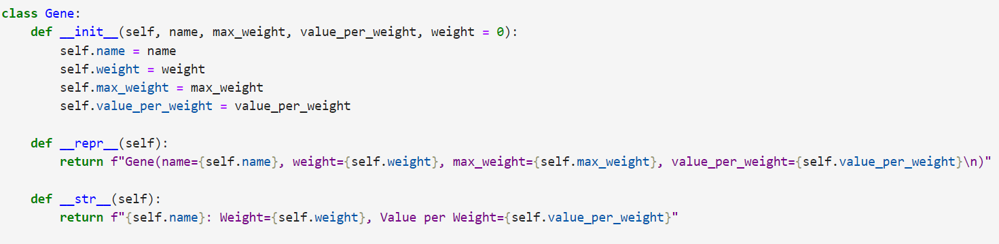 class Gene:
    def __init__(self, name, max_weight, value_per_weight, weight = 0):
        self.name = name
        self.weight = weight
        self.max_weight = max_weight
        self.value_per_weight = value_per_weight

    def __repr__(self):
        return f"Gene(name={self.name}, weight={self.weight}, max_weight={self.max_weight}, value_per_weight={self.value_per_weight}\n)"

    def __str__(self):
        return f"{self.name}: Weight={self.weight}, Value per Weight={self.value_per_weight}"